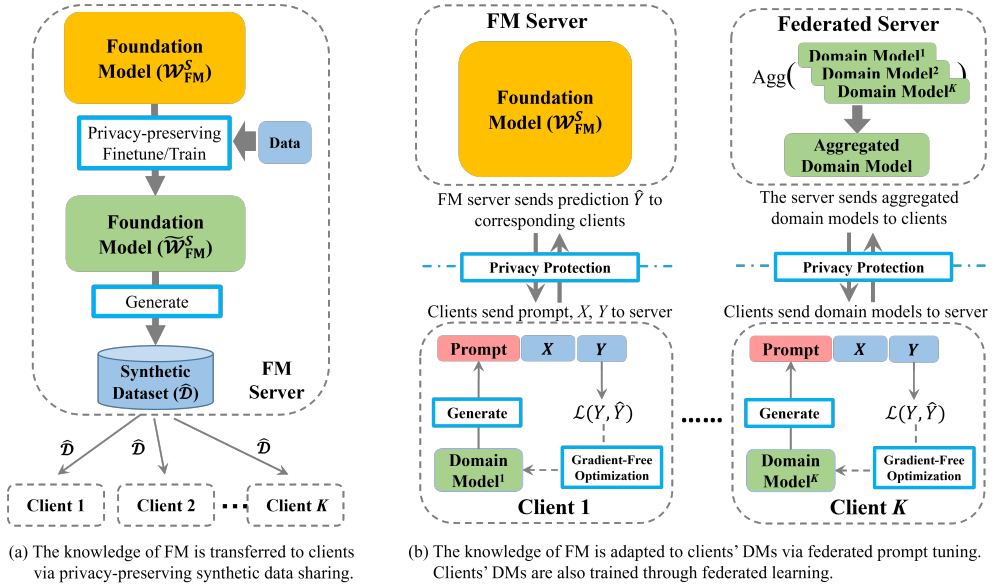 Foundation
Model (𝒲ˢ_FM)
Privacy-preserving
Finetune/Train
Data
Foundation
Model (𝒲̃ˢ_FM)
Generate
Synthetic
Dataset (𝒟̂)
FM
Server
𝒟̂
𝒟̂
𝒟̂
Client 1
Client 2
...
Client K
(a) The knowledge of FM is transferred to clients
via privacy-preserving synthetic data sharing.
FM Server
Foundation
Model (𝒲ˢ_FM)
FM server sends prediction Ŷ to
corresponding clients
Privacy Protection
Clients send prompt, X, Y to server
Prompt
X
Y
Generate
ℒ(Y, Ŷ)
Domain
Model¹
Gradient-Free
Optimization
Client 1
......
Federated Server
Agg(
Domain Model¹
Domain Model²
Domain Modelᴷ
)
Aggregated
Domain Model
The server sends aggregated
domain models to clients
Privacy Protection
Clients send domain models to server
Prompt
X
Y
Generate
ℒ(Y, Ŷ)
Domain
Modelᴷ
Gradient-Free
Optimization
Client K
(b) The knowledge of FM is adapted to clients' DMs via federated prompt tuning.
Clients' DMs are also trained through federated learning.